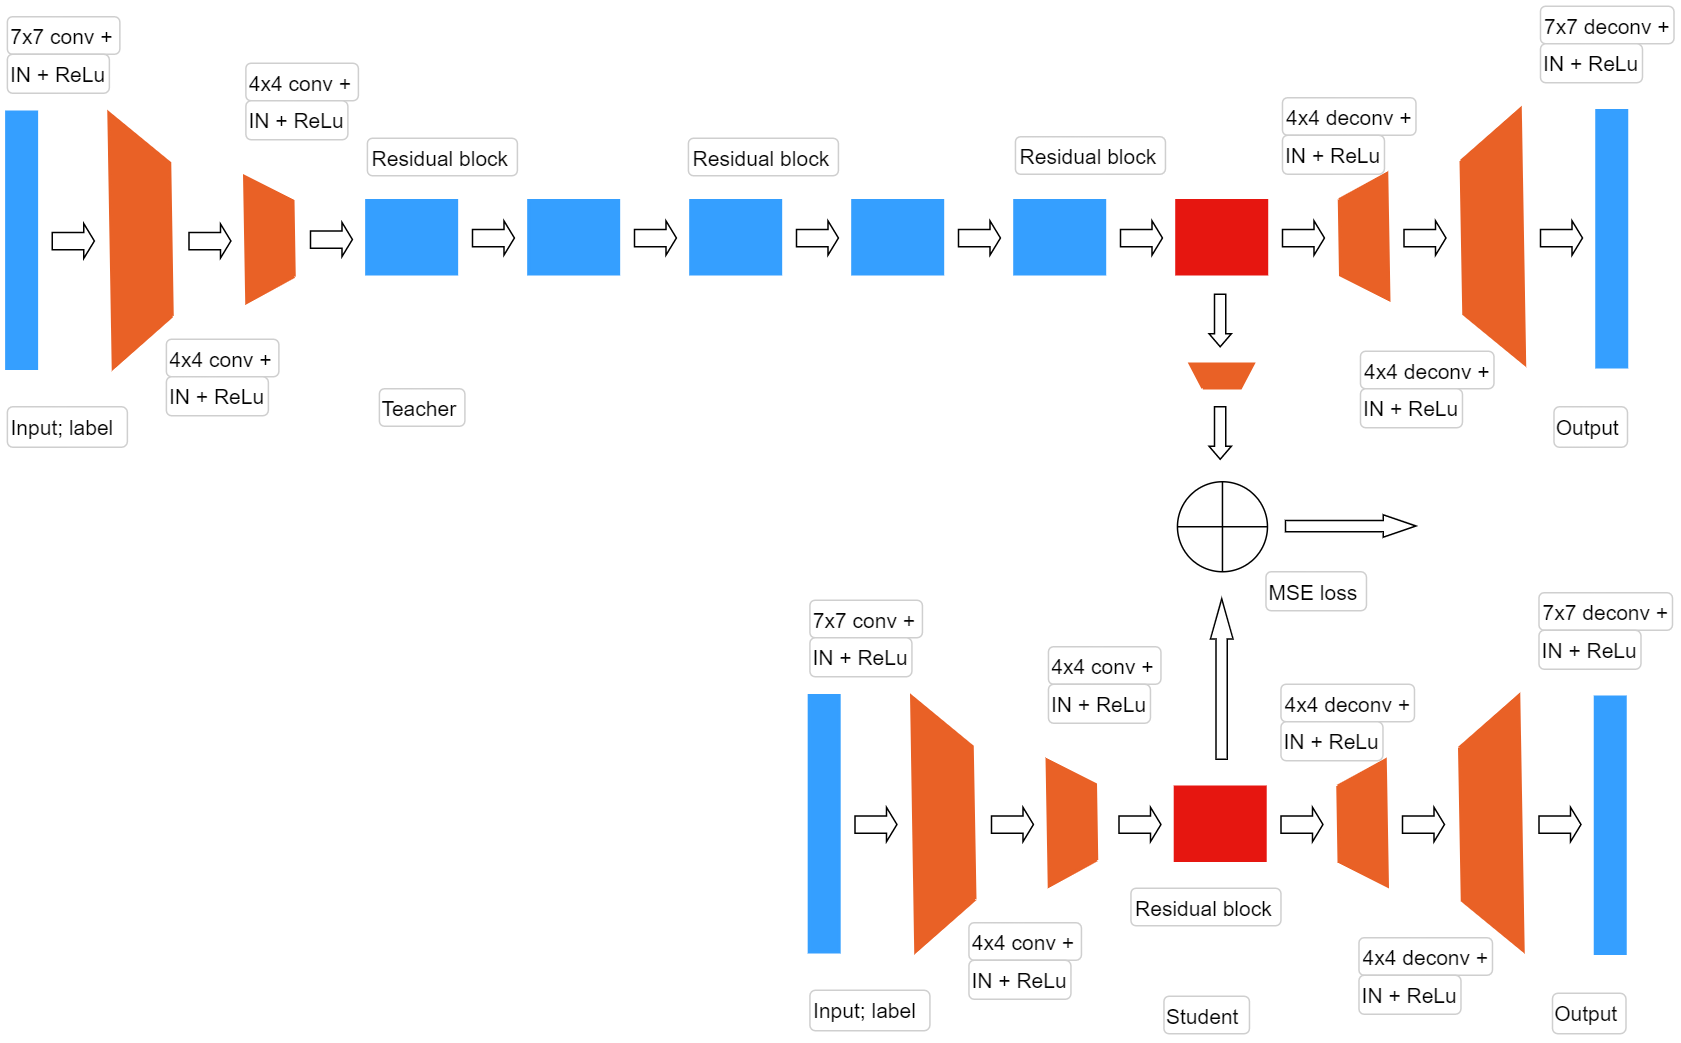 7x7 conv +
IN + ReLu
4x4 conv +
IN + ReLu
Residual block
Residual block
Residual block
4x4 deconv +
IN + ReLu
7x7 deconv +
IN + ReLu
4x4 conv +
IN + ReLu
4x4 deconv +
IN + ReLu
Input; label
Teacher
Output
MSE loss
7x7 conv +
IN + ReLu
4x4 conv +
IN + ReLu
4x4 deconv +
IN + ReLu
7x7 deconv +
IN + ReLu
Residual block
4x4 conv +
IN + ReLu
4x4 deconv +
IN + ReLu
Input; label
Student
Output